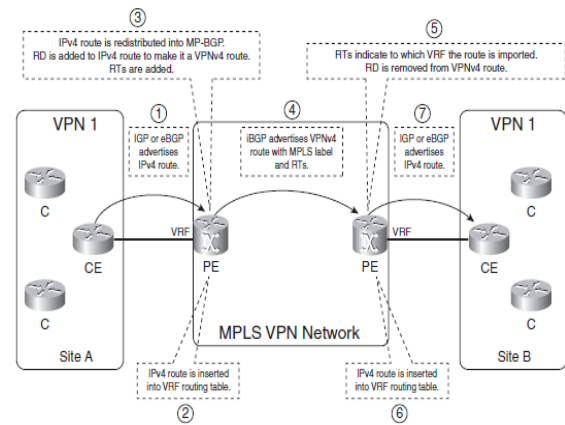 ③
IPv4 route is redistributed into MP-BGP.
RD is added to IPv4 route to make it a VPNv4 route.
RTs are added.
⑤
RTs indicate to which VRF the route is imported.
RD is removed from VPNv4 route.
VPN 1
①
IGP or eBGP
advertises
IPv4 route.
④
iBGP advertises VPNv4
route with MPLS label
and RTs.
⑦
IGP or eBGP
advertises
IPv4 route.
VPN 1
C
CE
VRF
PE
PE
VRF
CE
C
C
C
Site A
MPLS VPN Network
Site B
IPv4 route is inserted
into VRF routing table.
②
IPv4 route is inserted
into VRF routing table.
⑥